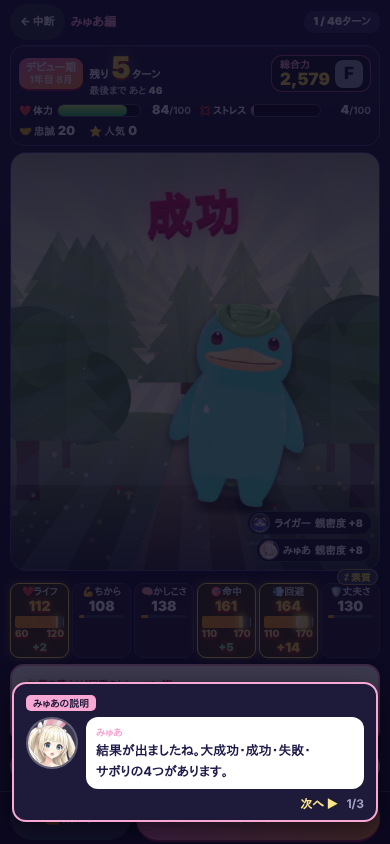 ← 中断
みゅあ編
1 / 46ターン
デビュー期
1年目 8月
残り5ターン
最後まで あと 46
総合力
2,579 F
体力 84/100
ストレス 4/100
忠誠 20
人気 0
成功
ライガー 親密度 +8
みゅあ 親密度 +8
素質
ライフ
112
60 120
+2
ちから
108
かしこさ
138
命中
161
110 170
+5
回避
164
110 170
+14
丈夫さ
130
みゅあの説明
みゅあ
結果が出ましたね。大成功・成功・失敗・
サボりの4つがあります。
次へ ▶ 1/3